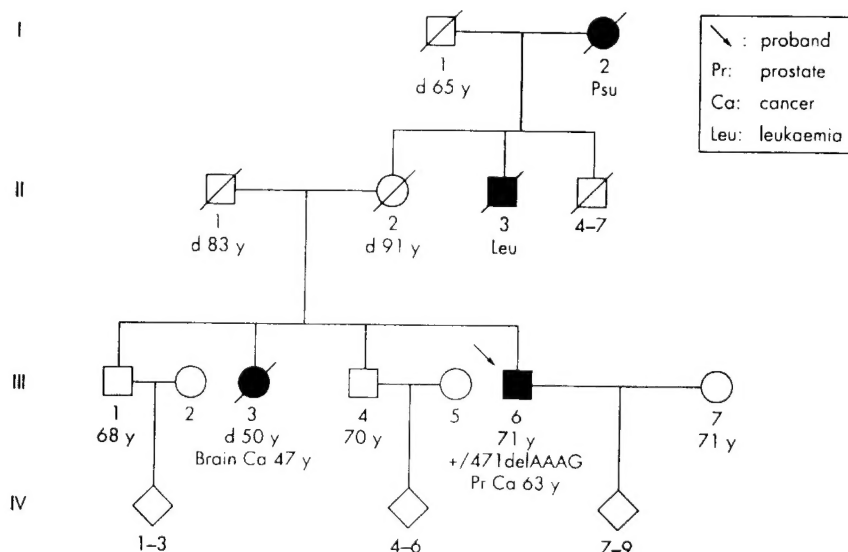 I
1
d 65 y
2
Psu
: proband
Pr: prostate
Ca: cancer
Leu: leukaemia
II
1
d 83 y
2
d 91 y
3
Leu
4–7
III
1
68 y
2
3
d 50 y
Brain Ca 47 y
4
70 y
5
6
71 y
+/471delAAAG
Pr Ca 63 y
7
71 y
IV
1–3
4–6
7–9